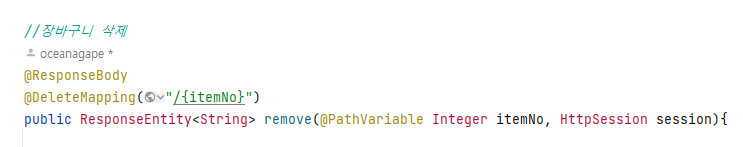 //장바구니 삭제
oceanagape *
@ResponseBody
@DeleteMapping("/{itemNo}")
public ResponseEntity<String> remove(@PathVariable Integer itemNo, HttpSession session){